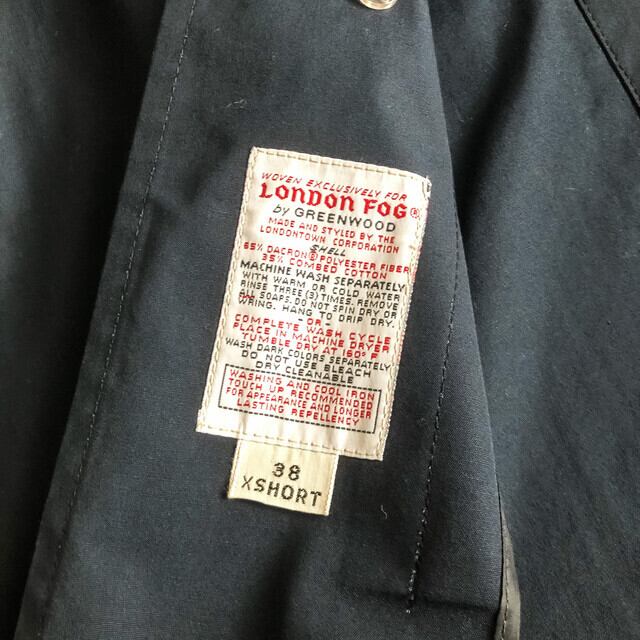 WOVEN EXCLUSIVELY FOR
LONDON FOG®
by GREENWOOD
MADE AND STYLED BY THE
LONDONTOWN CORPORATION
SHELL
65% DACRON® POLYESTER FIBER
35% COMBED COTTON
MACHINE WASH SEPARATELY
WITH WARM OR COLD WATER
RINSE THREE (3) TIMES. REMOVE
ALL SOAPS. DO NOT SPIN DRY OR
WRING. HANG TO DRIP DRY.
- OR -
COMPLETE WASH CYCLE
PLACE IN MACHINE DRYER
TUMBLE DRY AT 160° F
WASH DARK COLORS SEPARATELY
DO NOT USE BLEACH
DRY CLEANABLE
WASHING AND COOL IRON
TOUCH UP RECOMMENDED
FOR APPEARANCE AND LONGER
LASTING REPELLENCY
38
XSHORT